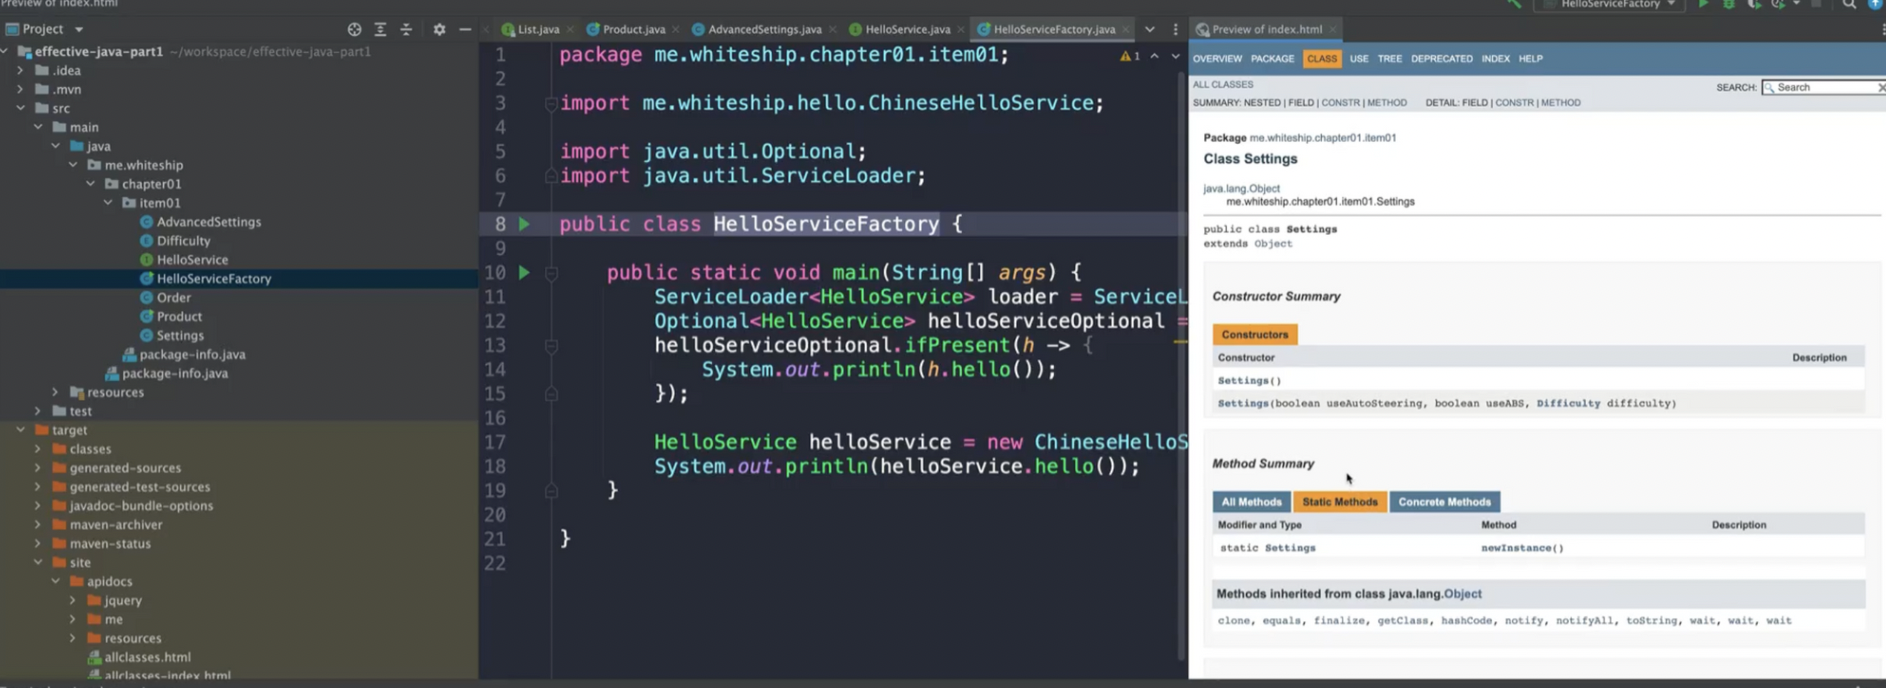 Preview of index.html
HelloServiceFactory
Project
List.java
Product.java
AdvancedSettings.java
HelloService.java
HelloServiceFactory.java
Preview of index.html
effective-java-part1 ~/workspace/effective-java-part1
.idea
.mvn
src
main
java
me.whiteship
chapter01
item01
AdvancedSettings
Difficulty
HelloService
HelloServiceFactory
Order
Product
Settings
package-info.java
package-info.java
resources
test
target
classes
generated-sources
generated-test-sources
javadoc-bundle-options
maven-archiver
maven-status
site
apidocs
jquery
me
resources
allclasses.html
allclasses-index.html
1 package me.whiteship.chapter01.item01;
1
2
3 import me.whiteship.hello.ChineseHelloService;
4
5 import java.util.Optional;
6 import java.util.ServiceLoader;
7
8 public class HelloServiceFactory {
9
10 public static void main(String[] args) {
11 ServiceLoader<HelloService> loader = ServiceL
12 Optional<HelloService> helloServiceOptional =
13 helloServiceOptional.ifPresent(h -> {
14 System.out.println(h.hello());
15 });
16
17 HelloService helloService = new ChineseHelloS
18 System.out.println(helloService.hello());
19 }
20
21 }
22
OVERVIEW PACKAGE CLASS USE TREE DEPRECATED INDEX HELP
ALL CLASSES
SEARCH: Search
SUMMARY: NESTED | FIELD | CONSTR | METHOD DETAIL: FIELD | CONSTR | METHOD
Package me.whiteship.chapter01.item01
Class Settings
java.lang.Object
me.whiteship.chapter01.item01.Settings
public class Settings
extends Object
Constructor Summary
Constructors
Constructor Description
Settings()
Settings(boolean useAutoSteering, boolean useABS, Difficulty difficulty)
Method Summary
All Methods Static Methods Concrete Methods
Modifier and Type Method Description
static Settings newInstance()
Methods inherited from class java.lang.Object
clone, equals, finalize, getClass, hashCode, notify, notifyAll, toString, wait, wait, wait